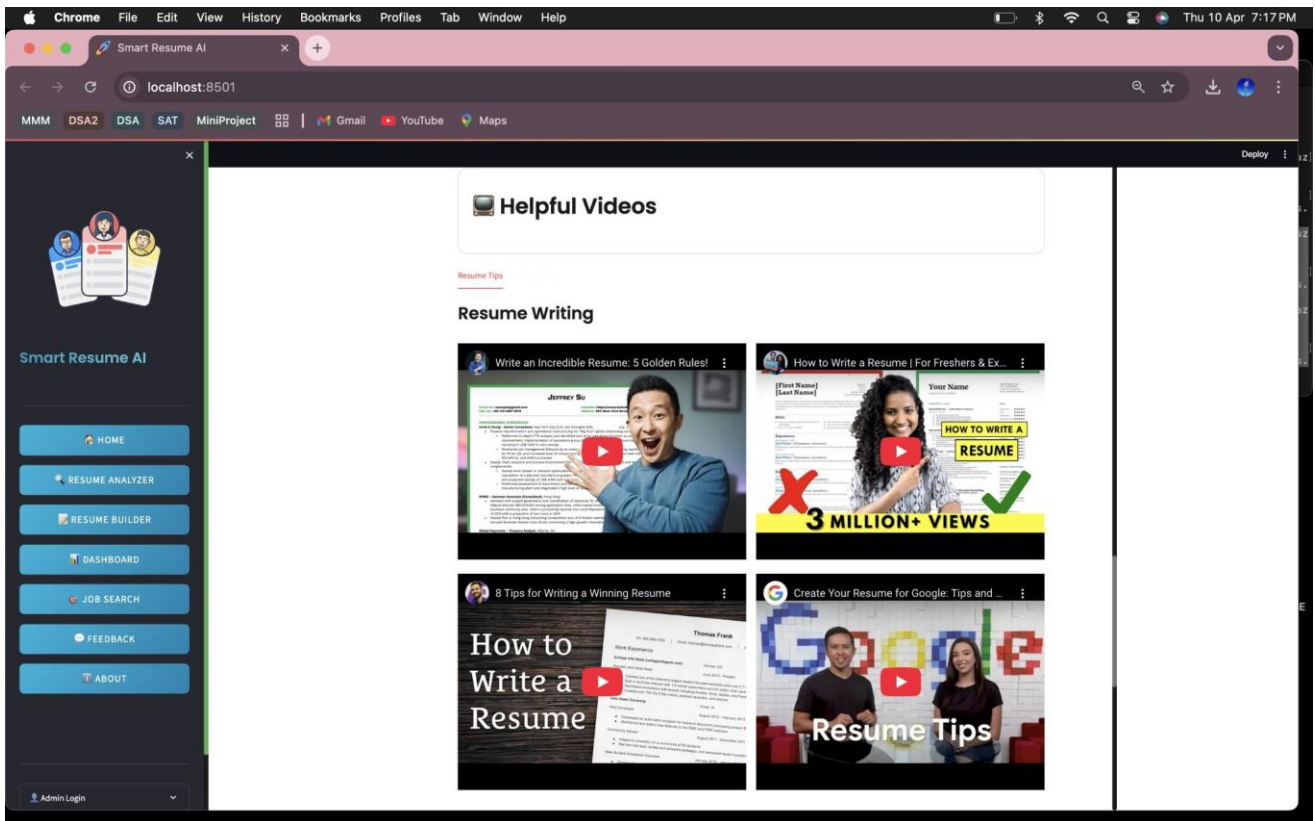 Chrome File Edit View History Bookmarks Profiles Tab Window Help Thu 10 Apr 7:17 PM
Smart Resume AI
localhost:8501
MMM DSA2 DSA SAT MiniProject Gmail YouTube Maps
Deploy
Smart Resume AI
HOME
RESUME ANALYZER
RESUME BUILDER
DASHBOARD
JOB SEARCH
FEEDBACK
ABOUT
Admin Login
Helpful Videos
Resume Tips
Resume Writing
Write an Incredible Resume: 5 Golden Rules!
JEFFREY SU
How to Write a Resume | For Freshers & Ex...
[First Name]
[Last Name]
Your Name
HOW TO WRITE A
RESUME
3 MILLION+ VIEWS
8 Tips for Writing a Winning Resume
How to
Write a
Resume
Thomas Frank
Work Experience
Create Your Resume for Google: Tips and ...
Google
Resume Tips